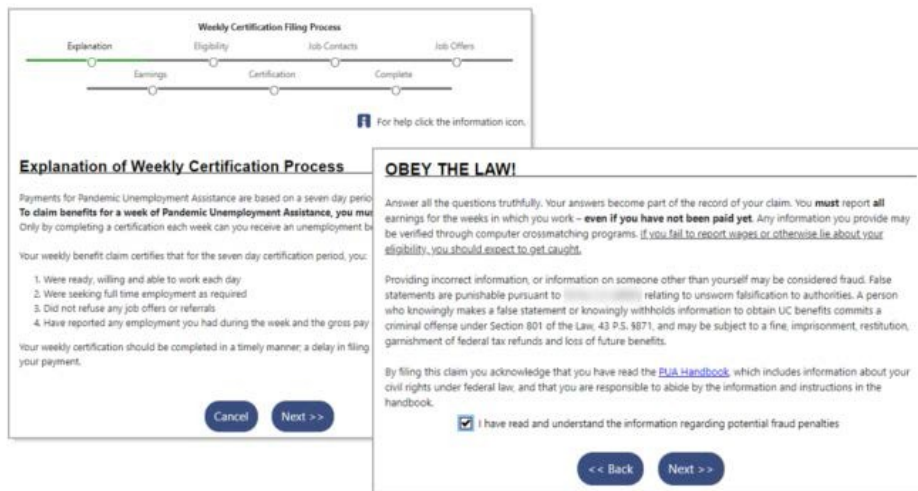 Weekly Certification Filing Process
Explanation Eligibility Job Contacts Job Offers
Earnings Certification Complete
For help click the information icon.
Explanation of Weekly Certification Process
Payments for Pandemic Unemployment Assistance are based on a seven day
To claim benefits for a week of Pandemic Unemployment Assistance, you
Only by completing a certification each week can you receive an unemployment
Your weekly benefit claim certifies that for the seven day certification period, you:
1. Were ready, willing and able to work each day
2. Were seeking full time employment as required
3. Did not refuse any job offers or referrals
4. Have reported any employment you had during the week and the gross pay
Your weekly certification should be completed in a timely manner; a delay in filing
your payment.
Cancel Next >>
OBEY THE LAW!
Answer all the questions truthfully. Your answers become part of the record of your claim. You must report all
earnings for the weeks in which you work – even if you have not been paid yet. Any information you provide may
be verified through computer crossmatching programs. If you fail to report wages or otherwise lie about your
eligibility, you should expect to get caught.
Providing incorrect information, or information on someone other than yourself may be considered fraud. False
statements are punishable pursuant to relating to unsworn falsification to authorities. A person
who knowingly makes a false statement or knowingly withholds information to obtain UC benefits commits a
criminal offense under Section 801 of the Law, 43 P.S. §871, and may be subject to a fine, imprisonment, restitution,
garnishment of federal tax refunds and loss of future benefits.
By filing this claim you acknowledge that you have read the PUA Handbook, which includes information about your
civil rights under federal law, and that you are responsible to abide by the information and instructions in the
handbook.
I have read and understand the information regarding potential fraud penalties
<< Back Next >>